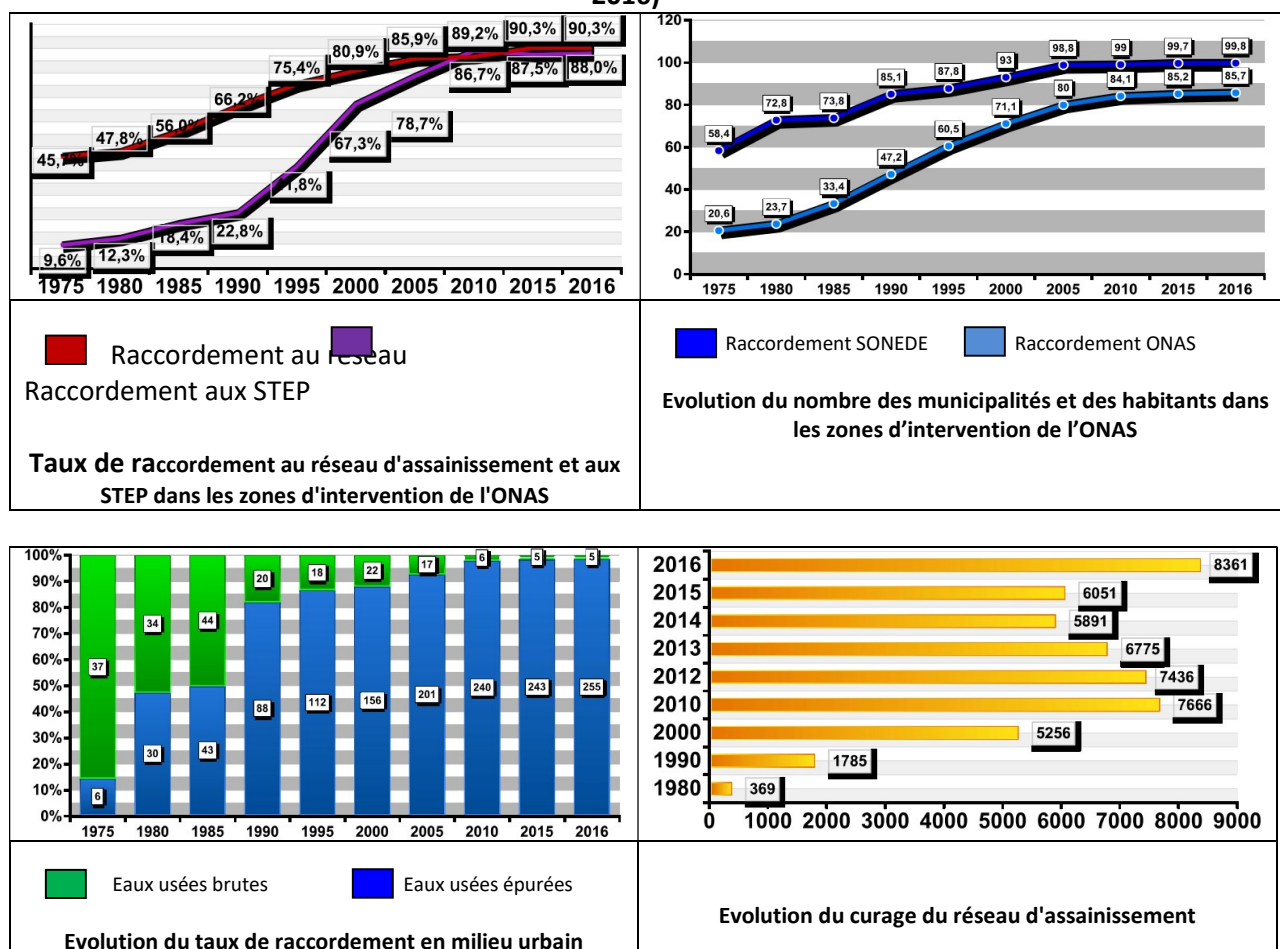 2016)
80,9% 85,9% 89,2% 90,3% 90,3%
75,4%
66,2%
56,0%
47,8%
86,7% 87,5% 88,0%
78,7%
67,3%
22,8%
18,4%
12,3%
9,6%
1975 1980 1985 1990 1995 2000 2005 2010 2015 2016
Raccordement au réseau
Raccordement aux STEP
Taux de raccordement au réseau d'assainissement et aux
STEP dans les zones d'intervention de l'ONAS
120
100
80
60
40
20
0
58,4 72,8 73,8 85,1 87,8 93 98,8 99 99,7 99,8
20,6 23,7 33,4 47,2 60,5 71,1 80 84,1 85,2 85,7
1975 1980 1985 1990 1995 2000 2005 2010 2015 2016
Raccordement SONEDE Raccordement ONAS
Evolution du nombre des municipalités et des habitants dans
les zones d’intervention de l’ONAS
100%
90%
80%
70%
60%
50%
40%
30%
20%
10%
0%
37 34 44 20 18 22 17 6 5 5
6 30 43 88 112 156 201 240 243 255
1975 1980 1985 1990 1995 2000 2005 2010 2015 2016
Eaux usées brutes Eaux usées épurées
Evolution du taux de raccordement en milieu urbain
2016 8361
2015 6051
2014 5891
2013 6775
2012 7436
2010 7666
2000 5256
1990 1785
1980 369
0 1000 2000 3000 4000 5000 6000 7000 8000 9000
Evolution du curage du réseau d'assainissement